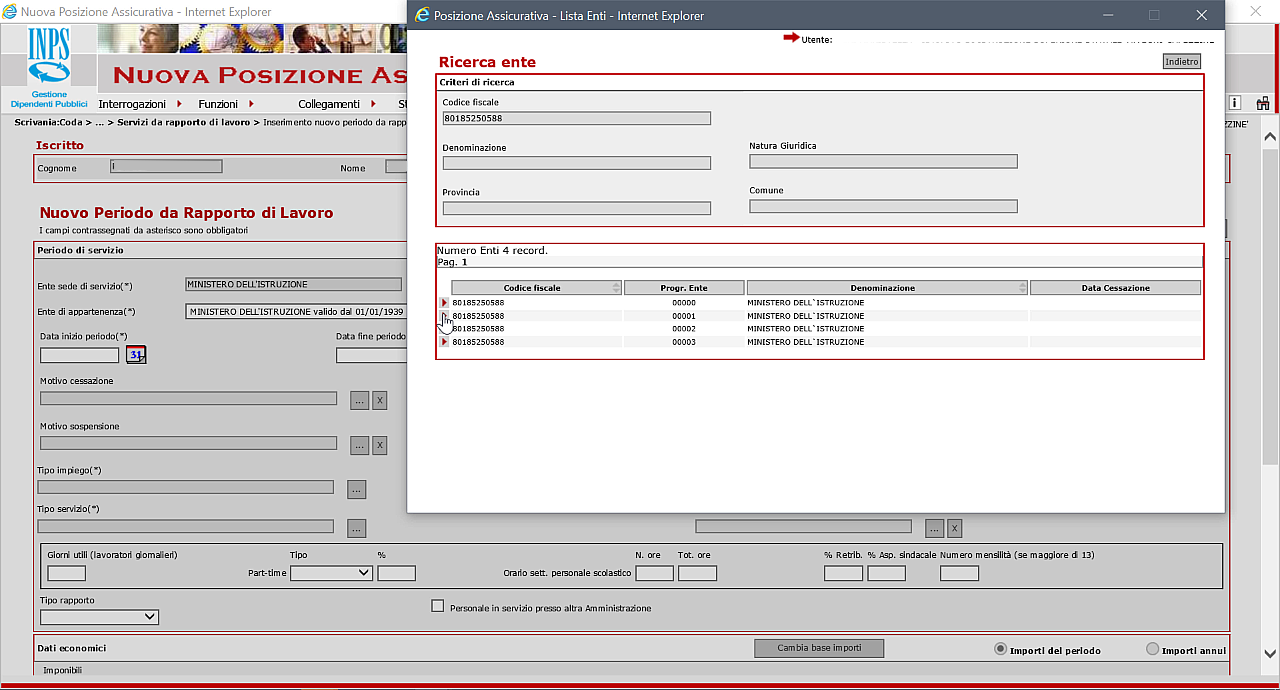 Nuova Posizione Assicurativa - Internet Explorer
INPS
Gestione
Dipendenti Pubblici
NUOVA POSIZIONE AS
Interrogazioni
Funzioni
Collegamenti
Scrivania:Coda > ... > Servizi da rapporto di lavoro > Inserimento nuovo periodo da rapp
ZZINE'
Iscritto
Cognome
Nome
Nuovo Periodo da Rapporto di Lavoro
I campi contrassegnati da asterisco sono obbligatori
Periodo di servizio
Ente sede di servizio(*)
MINISTERO DELL'ISTRUZIONE
Ente di appartenenza(*)
MINISTERO DELL'ISTRUZIONE valido dal 01/01/1939
Data inizio periodo(*)
Data fine periodo
31
Motivo cessazione
... X
Motivo sospensione
... X
Tipo impiego(*)
...
Tipo servizio(*)
...
... X
Giorni utili (lavoratori giornalieri)
Tipo
%
N. ore
Tot. ore
% Retrib.
% Asp. sindacale
Numero mensilità (se maggiore di 13)
Part-time
Orario sett. personale scolastico
Tipo rapporto
Personale in servizio presso altra Amministrazione
Dati economici
Cambia base importi
Importi del periodo
Importi annui
Imponibili
Posizione Assicurativa - Lista Enti - Internet Explorer
Utente:
Ricerca ente
Indietro
Criteri di ricerca
Codice fiscale
80185250588
Denominazione
Natura Giuridica
Provincia
Comune
Numero Enti 4 record.
Pag. 1
Codice fiscale Progr. Ente Denominazione Data Cessazione
80185250588 00000 MINISTERO DELL`ISTRUZIONE
80185250588 00001 MINISTERO DELL`ISTRUZIONE
80185250588 00002 MINISTERO DELL`ISTRUZIONE
80185250588 00003 MINISTERO DELL`ISTRUZIONE